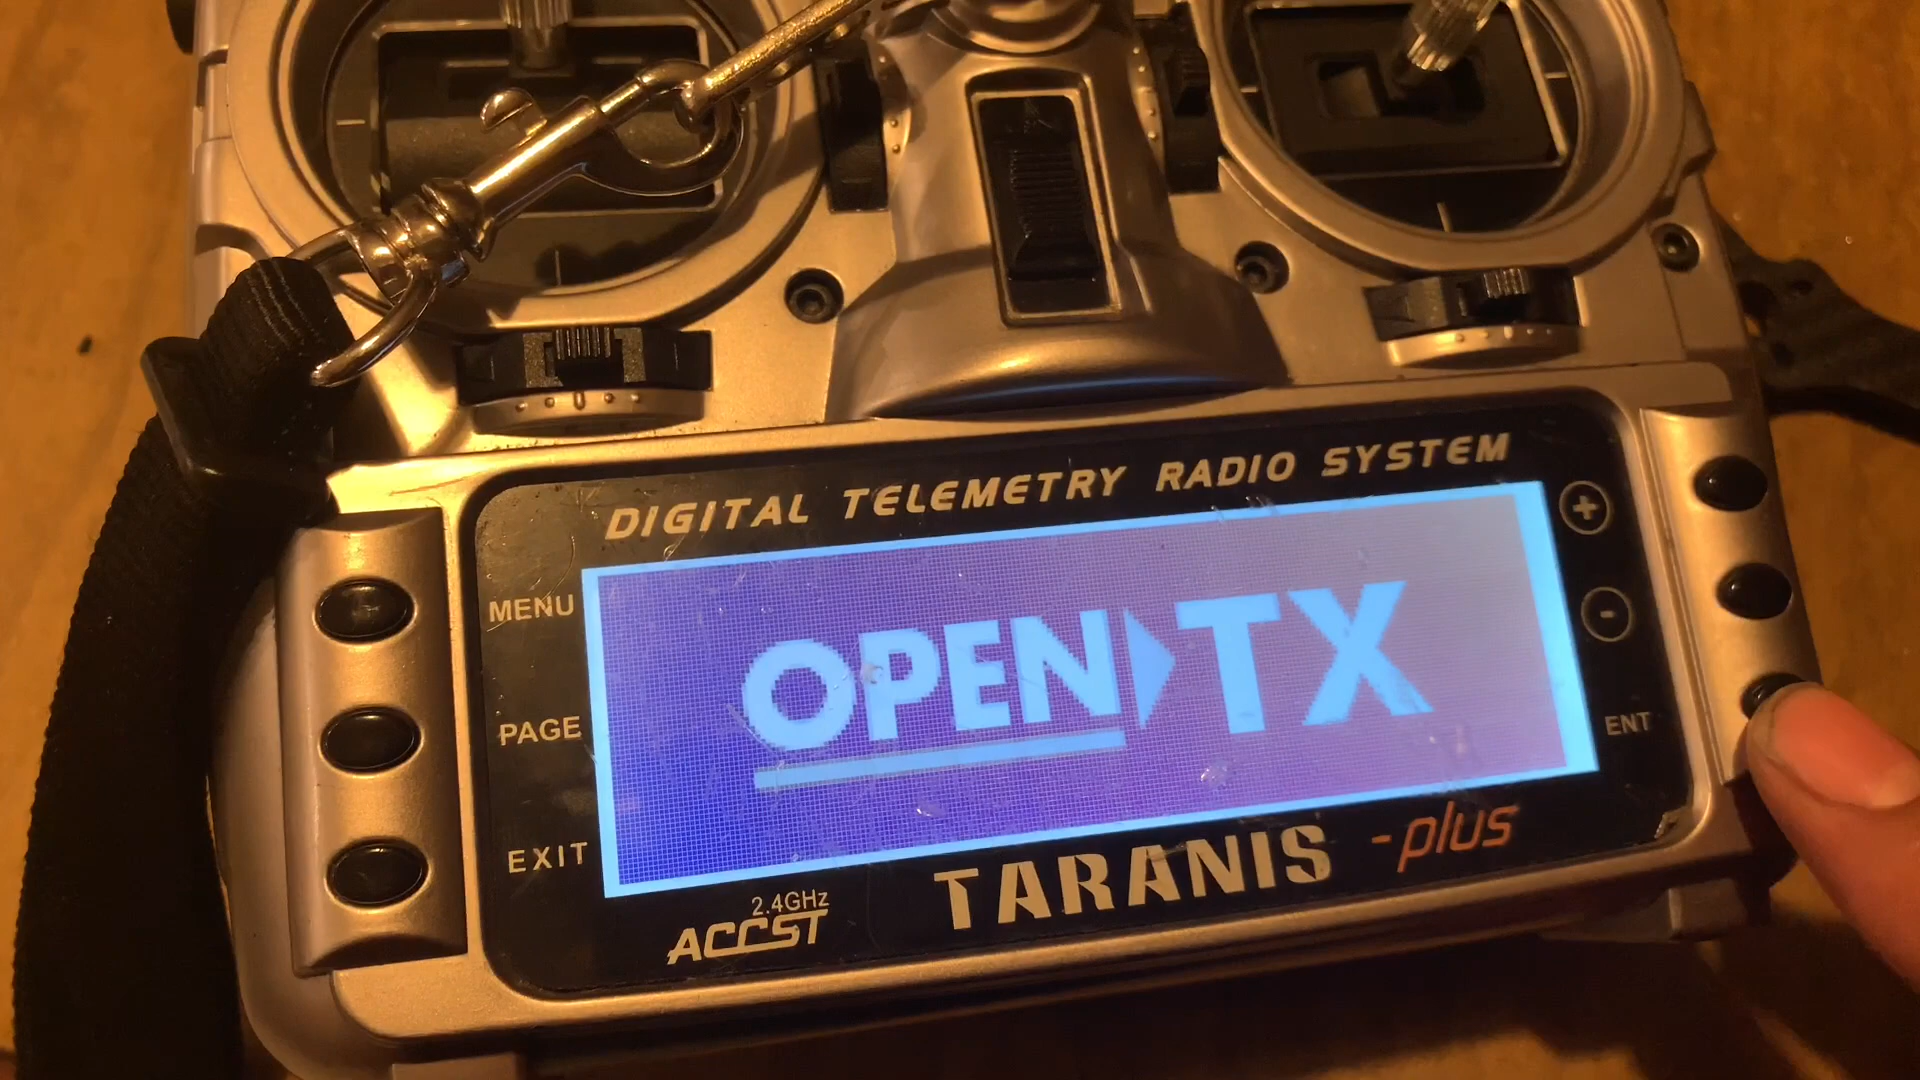 DIGITAL TELEMETRY RADIO SYSTEM
+
MENU
OPEN TX
-
PAGE
ENT
EXIT
TARANIS -plus
2.4GHz
ACCST